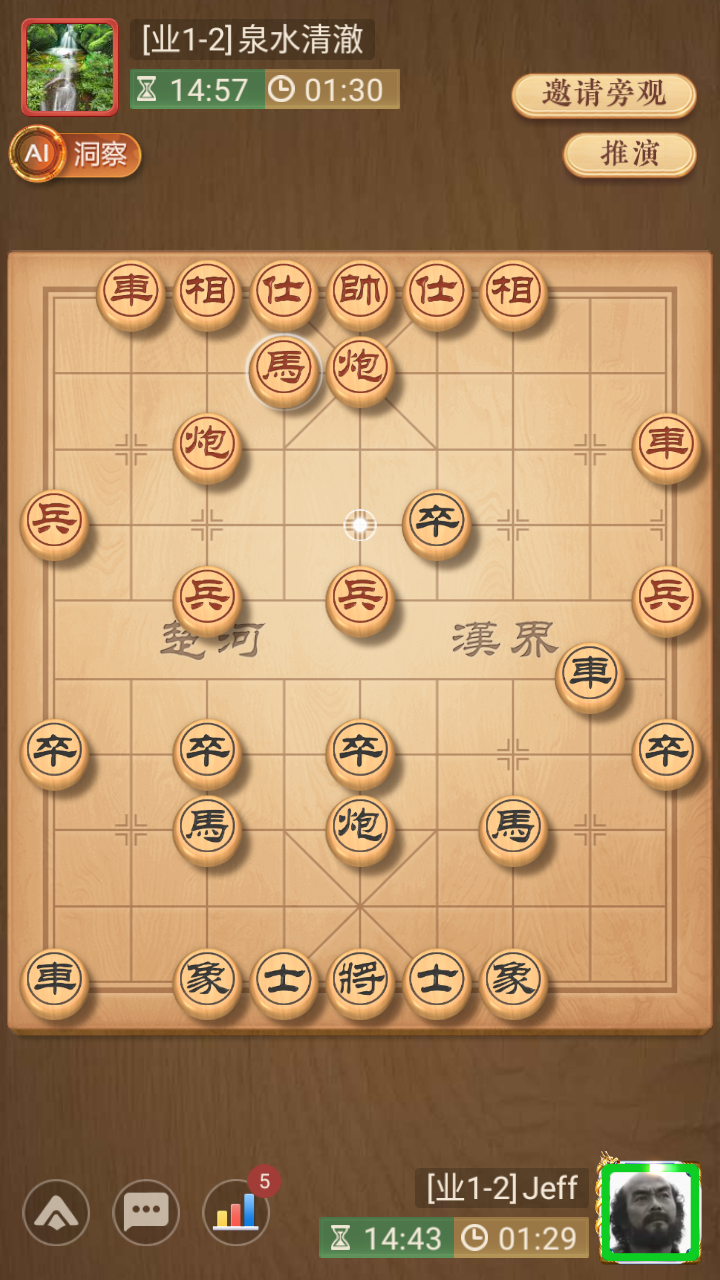 [业1-2]泉水清澈
14:57 01:30
邀请旁观
AI 洞察
推演
車 相 仕 帥 仕 相
馬 炮
炮 車
兵 卒
兵 兵 兵
楚河 漢界
車
卒 卒 卒 卒
馬 炮 馬
車 象 士 將 士 象
5
[业1-2]Jeff
14:43 01:29